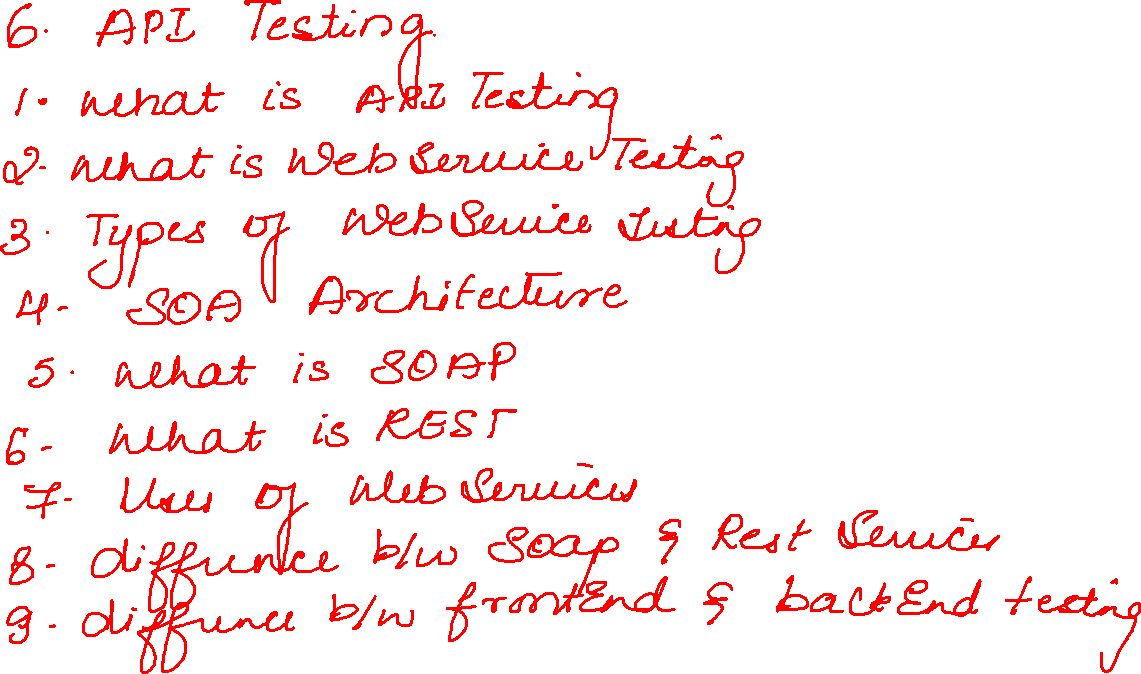 6. API Testing.
1. What is API Testing
2. What is Web Service Testing
3. Types of Web Service Testing
4. SOA Architecture
5. What is SOAP
6. What is REST
7. Uses of Web Services
8. diffrence b/w Soap & Rest Services
9. diffrence b/w frontEnd & backEnd testing